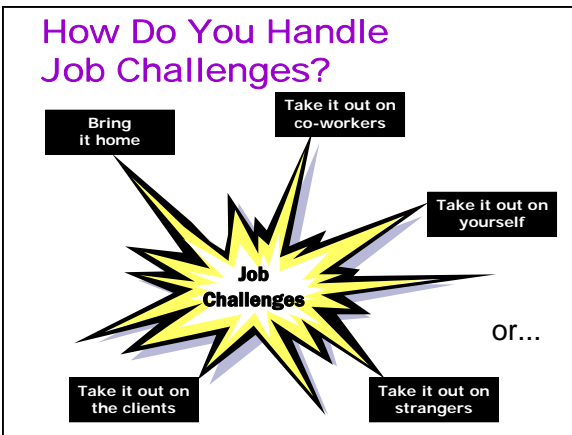 How Do You Handle
Job Challenges?
Take it out on
co-workers
Bring
it home
Take it out on
yourself
Job
Challenges
or...
Take it out on
the clients
Take it out on
strangers